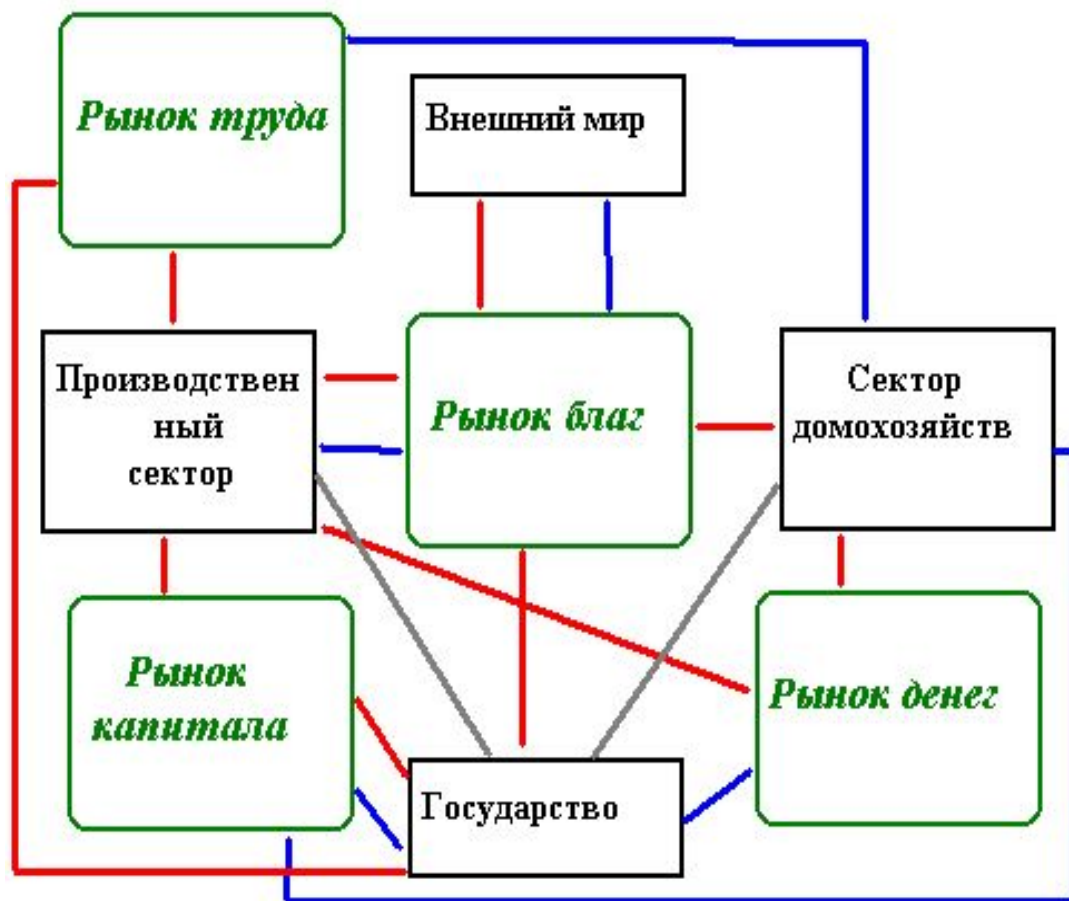 Рынок труда
Внешний мир
Производствен
ный
сектор
Рынок благ
Сектор
домохозяйств
Рынок
капитала
Государство
Рынок денег